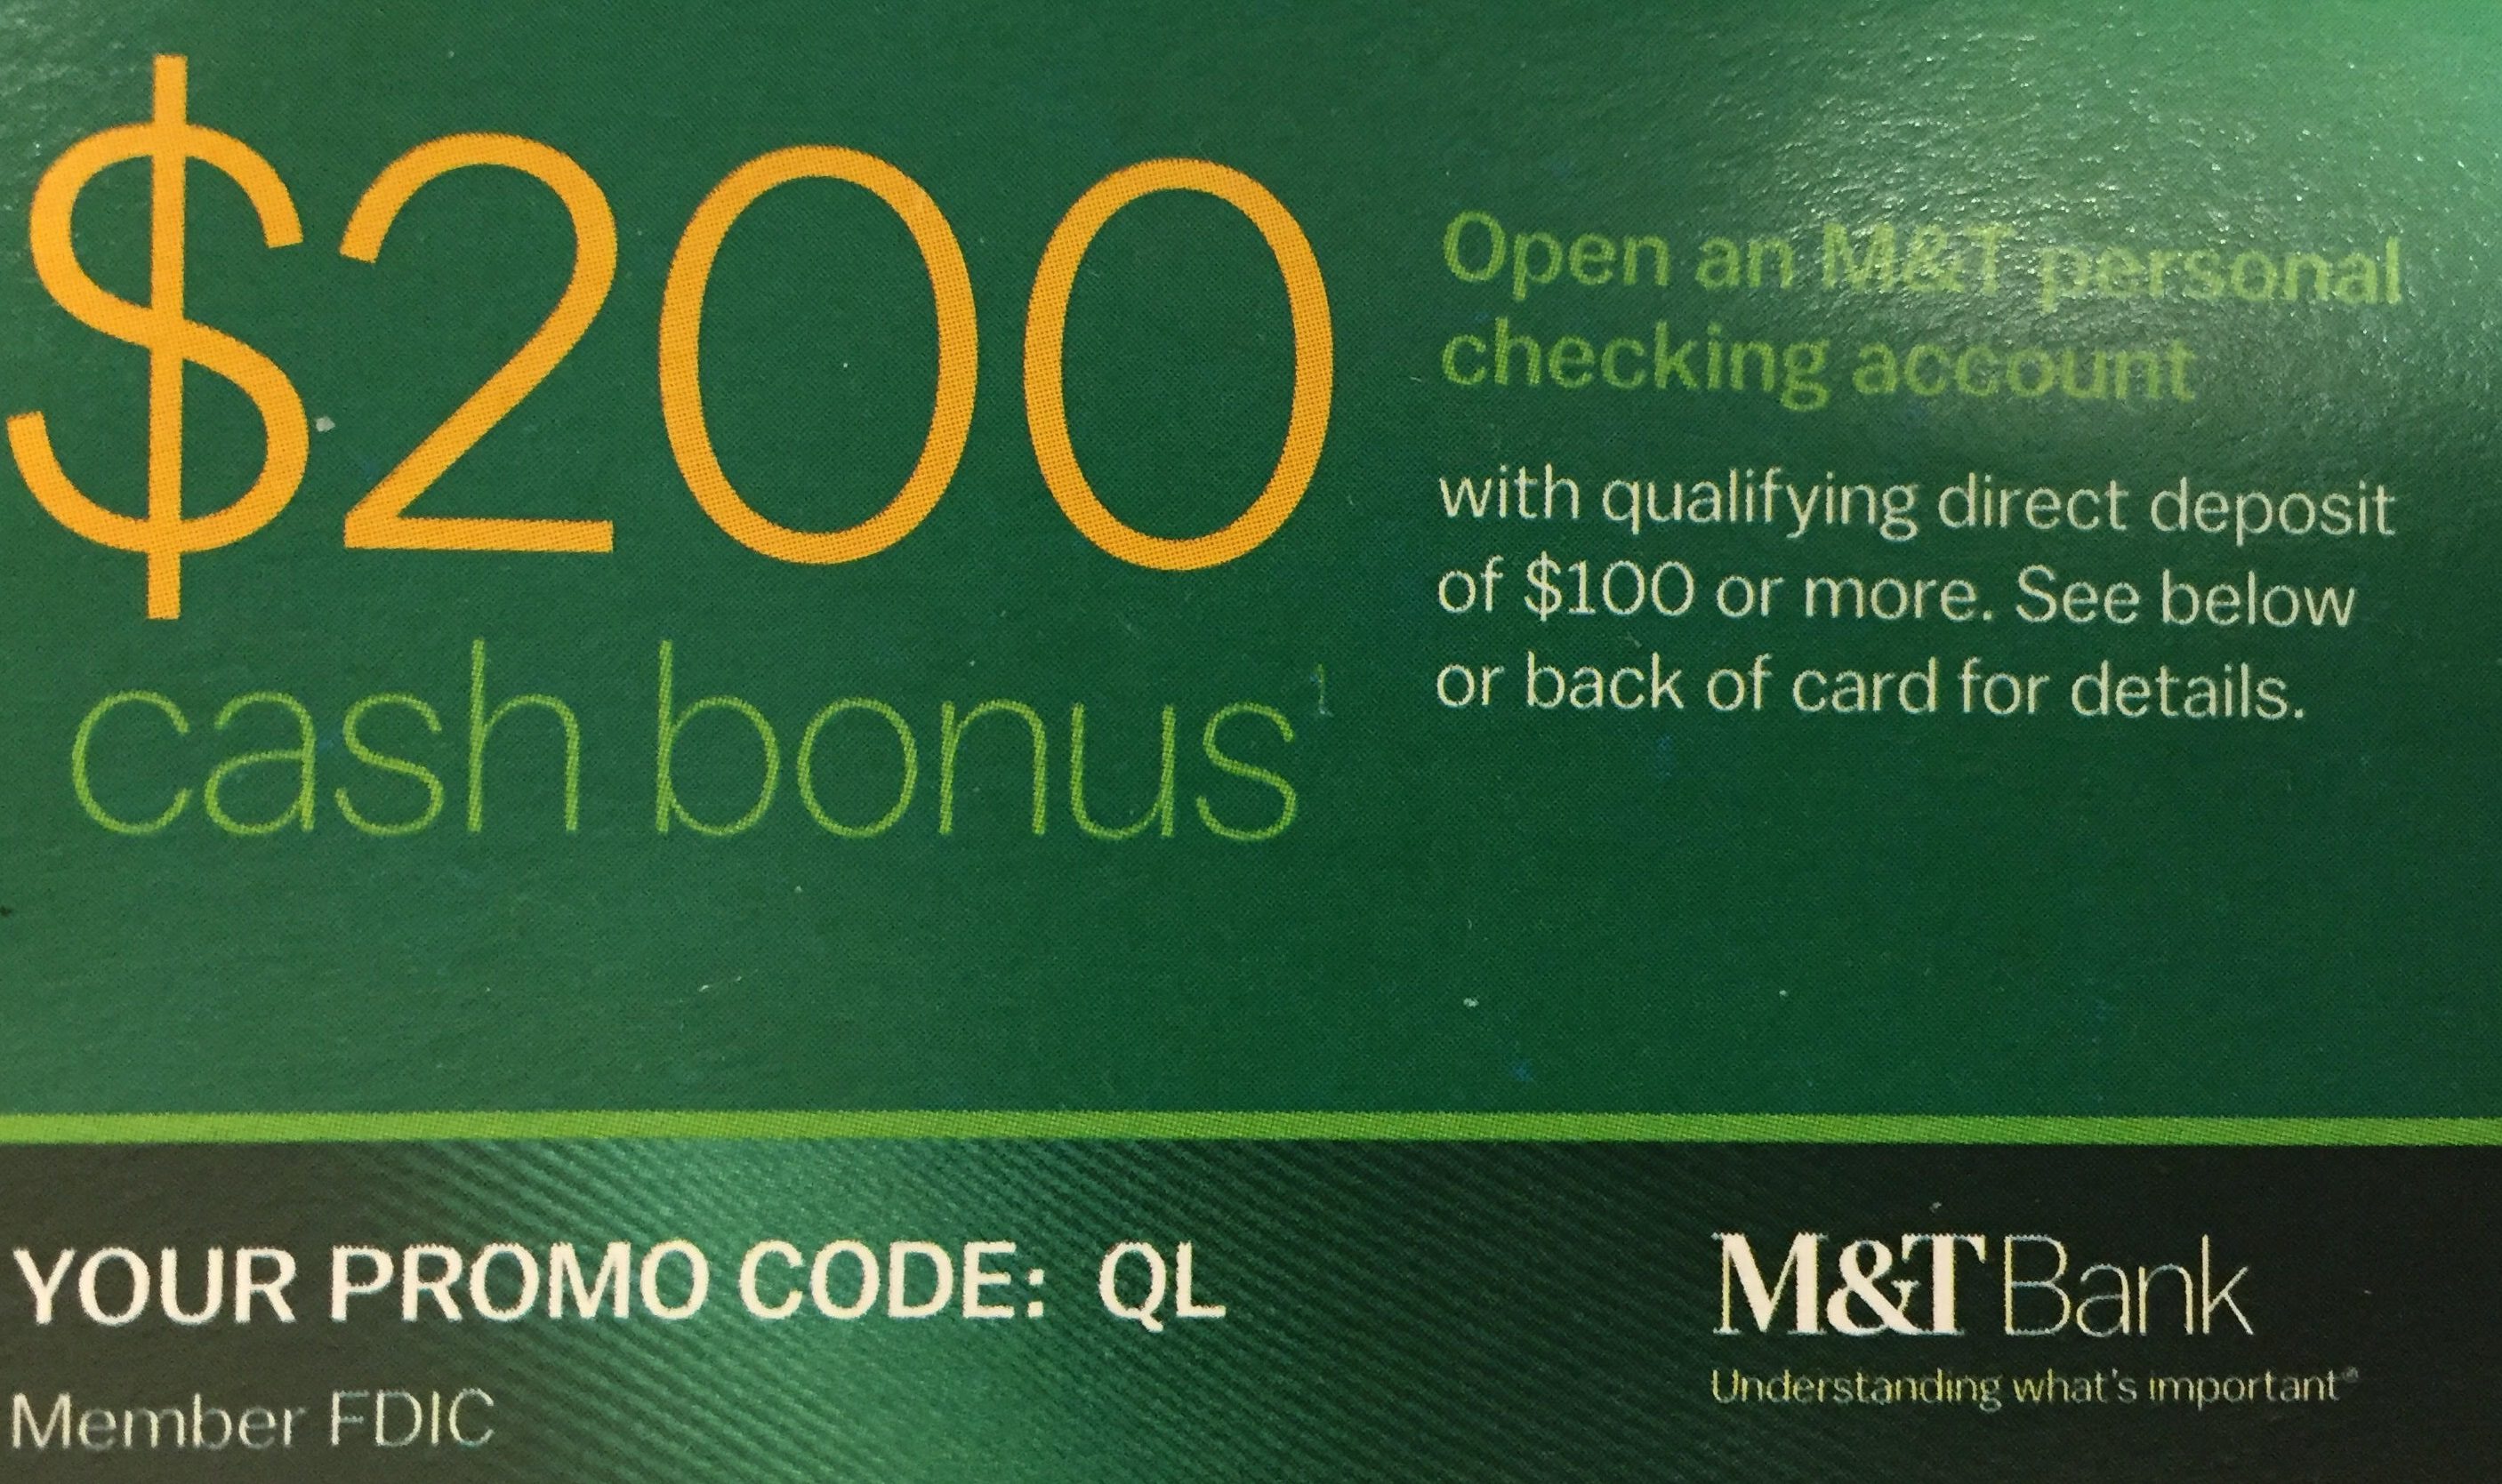 $200
cash bonus¹
Open an M&T personal
checking account
with qualifying direct deposit
of $100 or more. See below
or back of card for details.
YOUR PROMO CODE: QL
Member FDIC
M&T Bank
Understanding what's important®